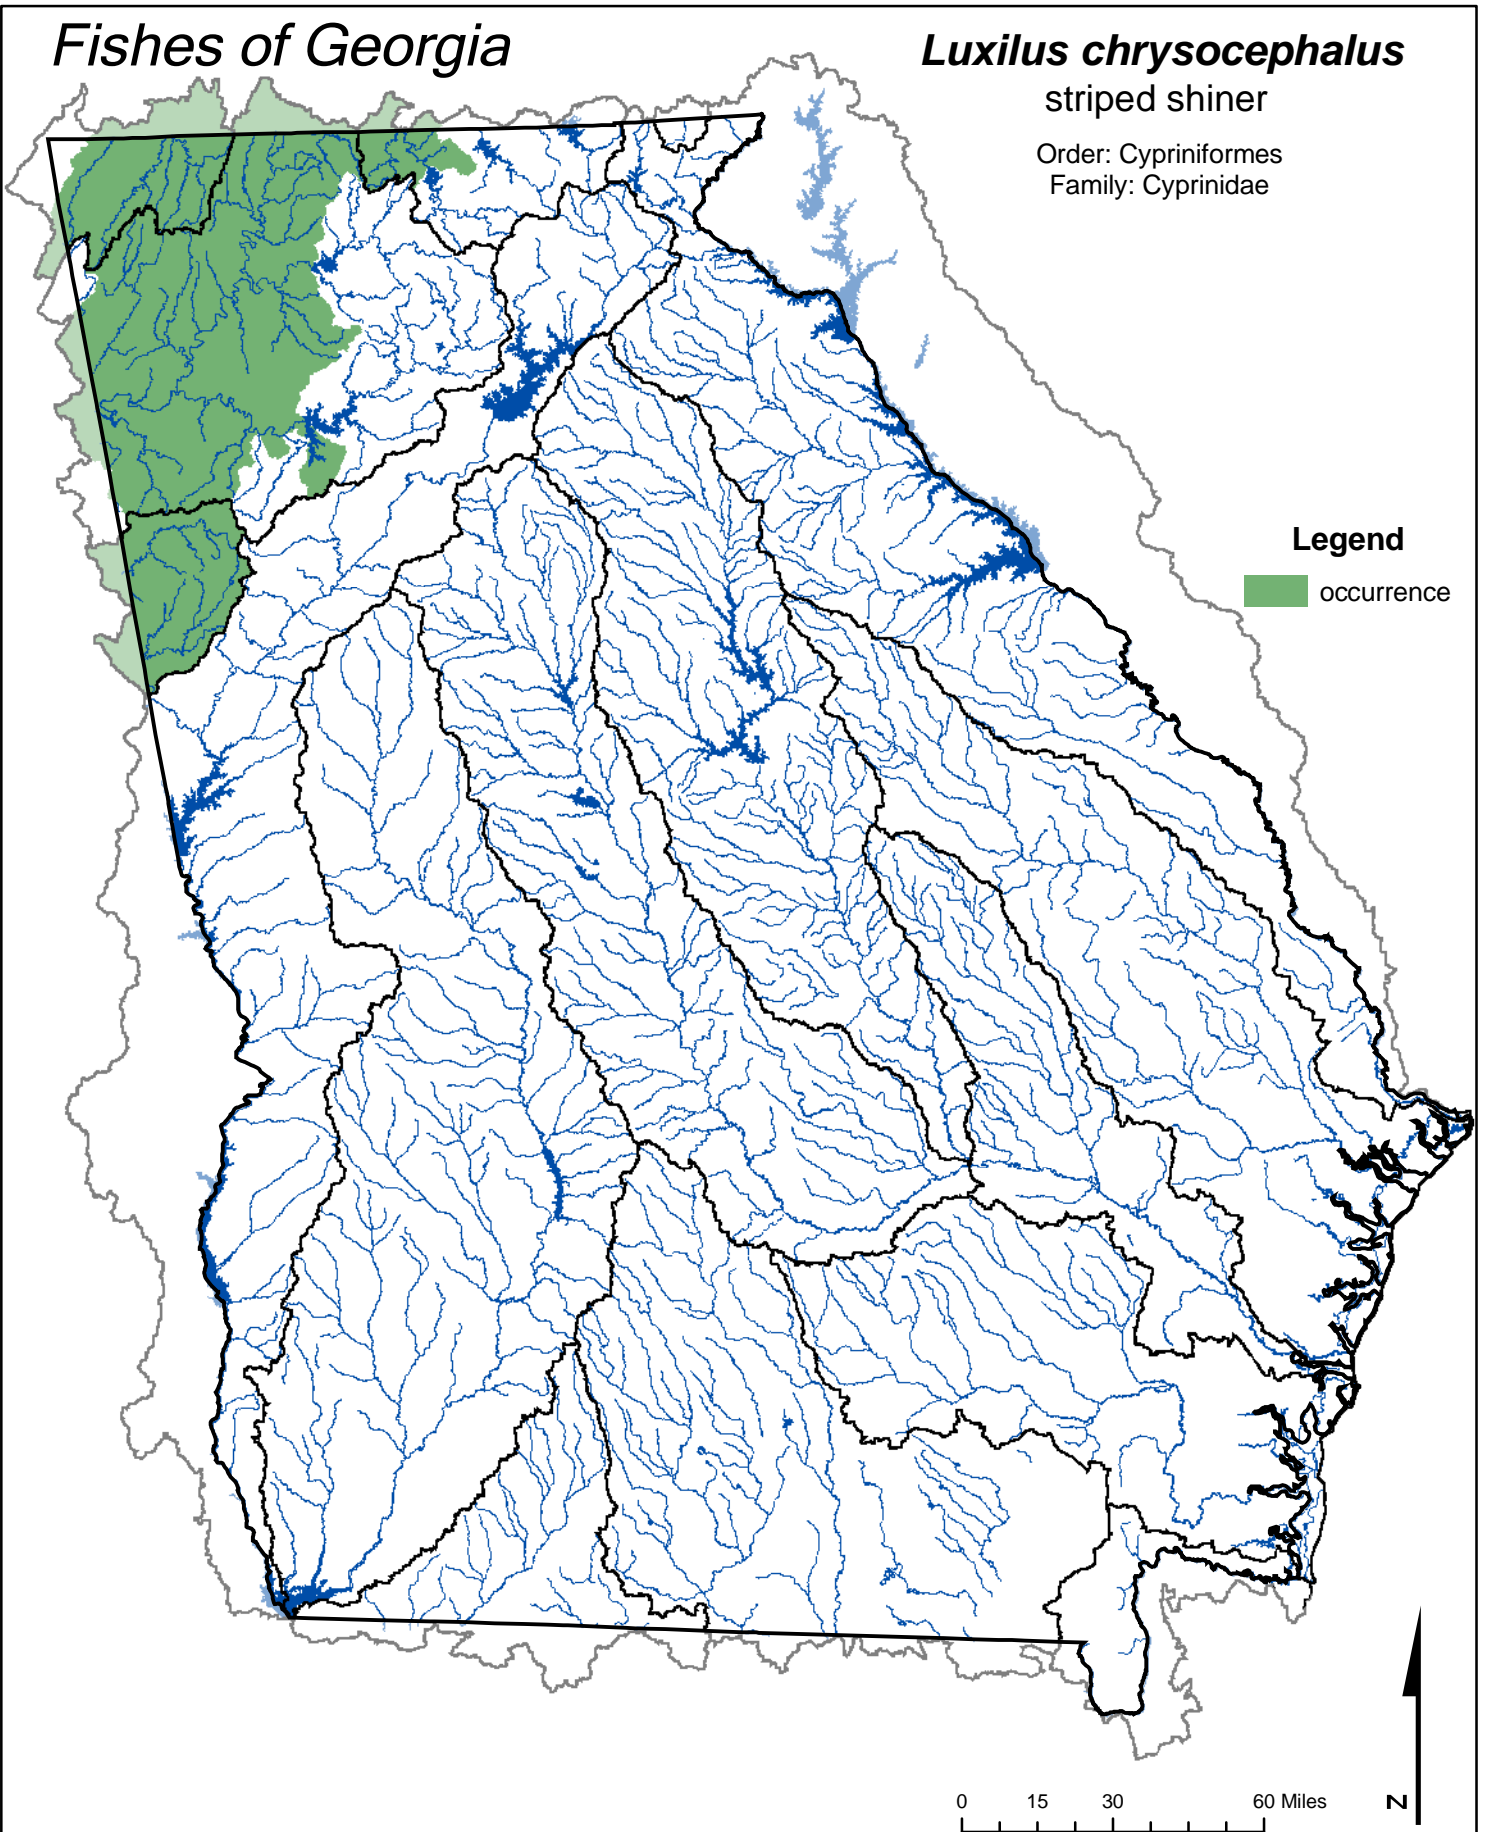 Fishes of Georgia
Luxilus chrysocephalus
striped shiner
Order: Cypriniformes
Family: Cyprinidae
Legend
occurrence
0 15 30 60 Miles
N